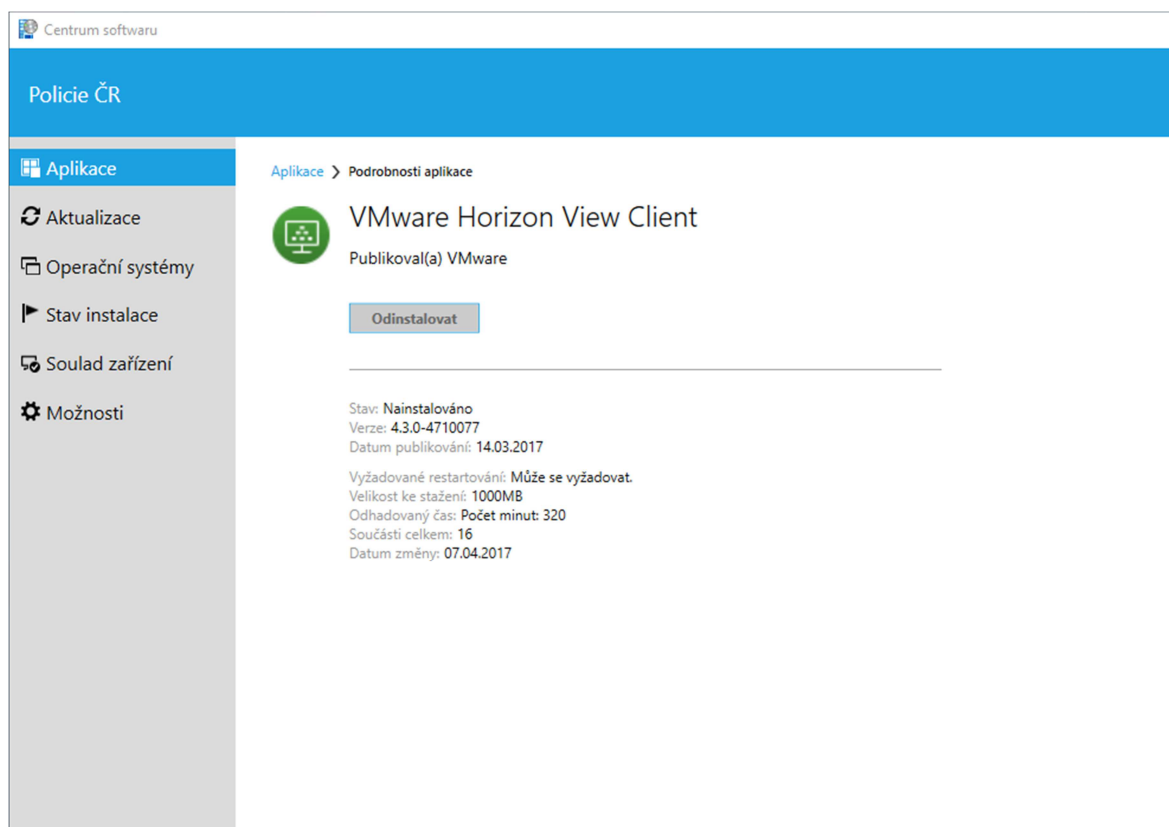 Centrum softwaru
Policie ČR
Aplikace
Aktualizace
Operační systémy
Stav instalace
Soulad zařízení
Možnosti
Aplikace ❯ Podrobnosti aplikace
VMware Horizon View Client
Publikoval(a) VMware
Odinstalovat
Stav: Nainstalováno
Verze: 4.3.0-4710077
Datum publikování: 14.03.2017
Vyžadované restartování: Může se vyžadovat.
Velikost ke stažení: 1000MB
Odhadovaný čas: Počet minut: 320
Součásti celkem: 16
Datum změny: 07.04.2017